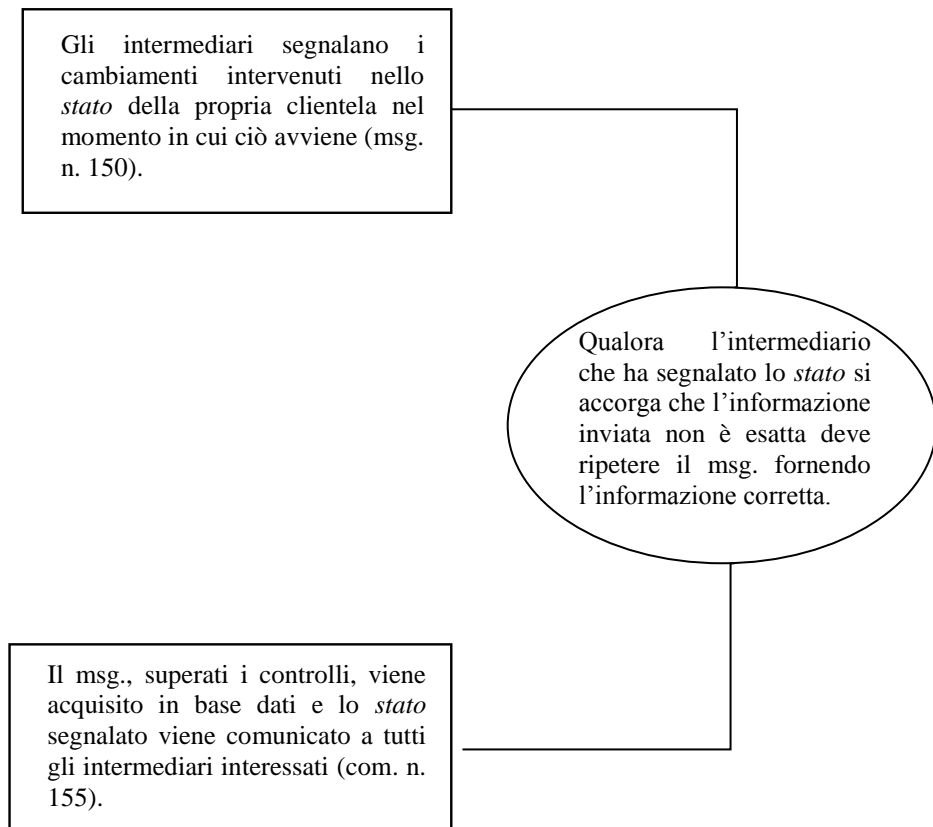 Gli intermediari segnalano i
cambiamenti intervenuti nello
stato della propria clientela nel
momento in cui ciò avviene (msg.
n. 150).
Qualora l’intermediario
che ha segnalato lo stato si
accorga che l’informazione
inviata non è esatta deve
ripetere il msg. fornendo
l’informazione corretta.
Il msg., superati i controlli, viene
acquisito in base dati e lo stato
segnalato viene comunicato a tutti
gli intermediari interessati (com. n.
155).